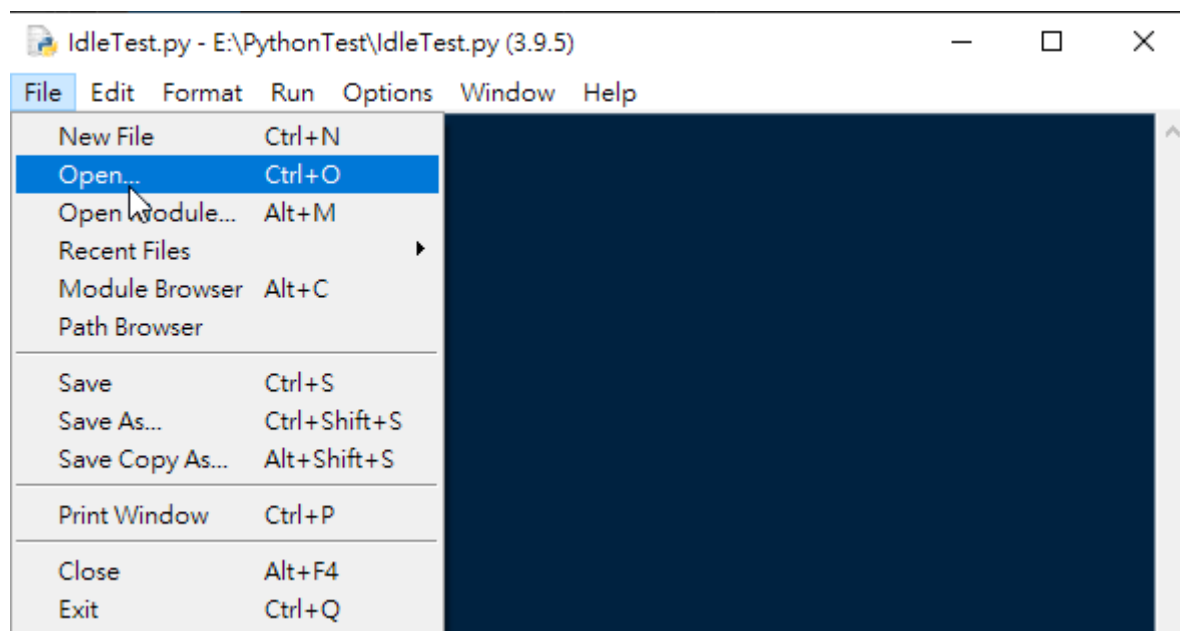 IdleTest.py - E:\PythonTest\IdleTest.py (3.9.5)
File Edit Format Run Options Window Help
New File Ctrl+N
Open... Ctrl+O
Open Module... Alt+M
Recent Files
Module Browser Alt+C
Path Browser
Save Ctrl+S
Save As... Ctrl+Shift+S
Save Copy As... Alt+Shift+S
Print Window Ctrl+P
Close Alt+F4
Exit Ctrl+Q